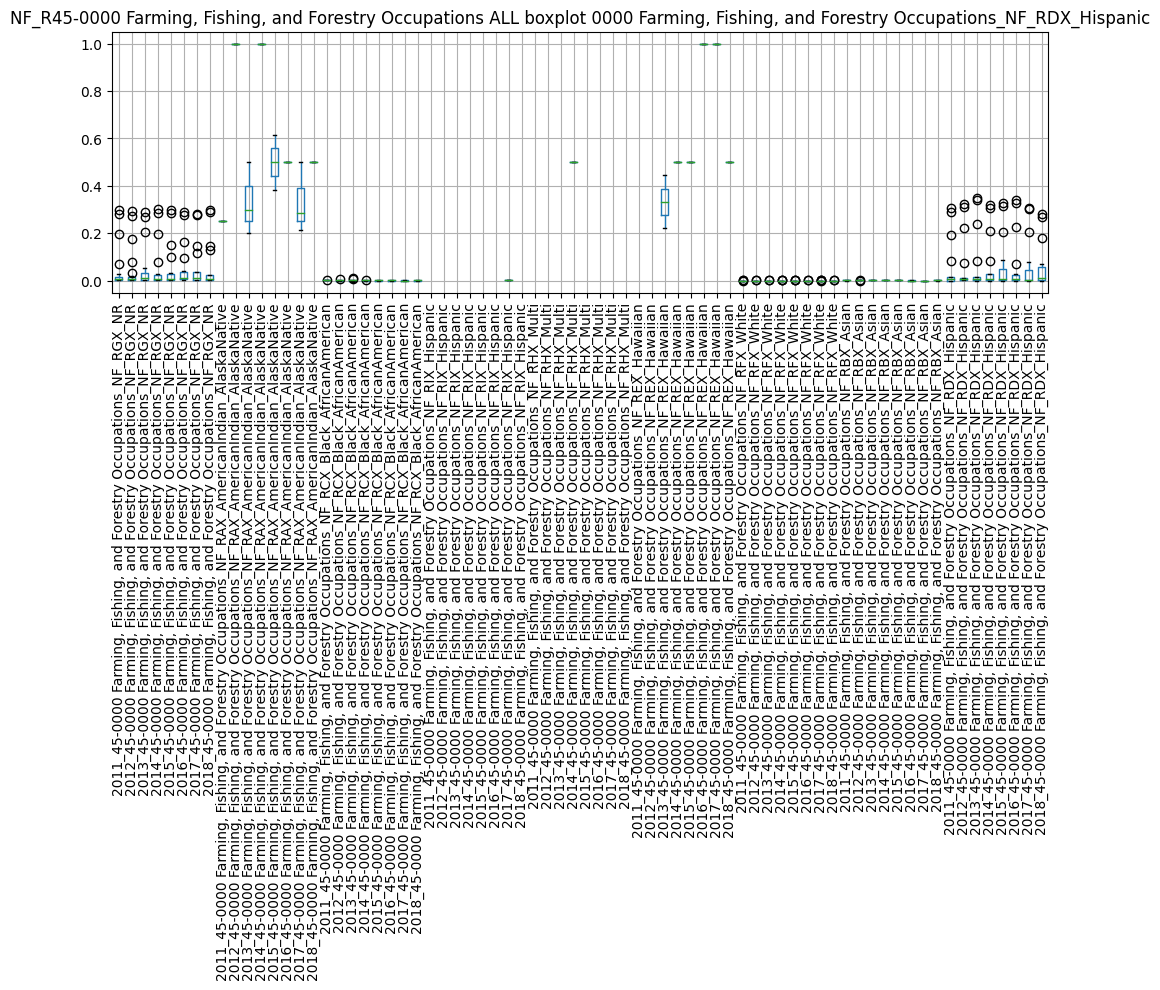 NF_R45-0000 Farming, Fishing, and Forestry Occupations ALL boxplot 0000 Farming, Fishing, and Forestry Occupations_NF_RDX_Hispanic
1.0
0.8
0.6
0.4
0.2
0.0
2011_45-0000 Farming, Fishing, and Forestry Occupations_NF_RGX_NR
2012_45-0000 Farming, Fishing, and Forestry Occupations_NF_RGX_NR
2013_45-0000 Farming, Fishing, and Forestry Occupations_NF_RGX_NR
2014_45-0000 Farming, Fishing, and Forestry Occupations_NF_RGX_NR
2015_45-0000 Farming, Fishing, and Forestry Occupations_NF_RGX_NR
2016_45-0000 Farming, Fishing, and Forestry Occupations_NF_RGX_NR
2017_45-0000 Farming, Fishing, and Forestry Occupations_NF_RGX_NR
2018_45-0000 Farming, Fishing, and Forestry Occupations_NF_RGX_NR
2011_45-0000 Farming, Fishing, and Forestry Occupations_NF_RAX_AmericanIndian_AlaskaNative
2012_45-0000 Farming, Fishing, and Forestry Occupations_NF_RAX_AmericanIndian_AlaskaNative
2013_45-0000 Farming, Fishing, and Forestry Occupations_NF_RAX_AmericanIndian_AlaskaNative
2014_45-0000 Farming, Fishing, and Forestry Occupations_NF_RAX_AmericanIndian_AlaskaNative
2015_45-0000 Farming, Fishing, and Forestry Occupations_NF_RAX_AmericanIndian_AlaskaNative
2016_45-0000 Farming, Fishing, and Forestry Occupations_NF_RAX_AmericanIndian_AlaskaNative
2017_45-0000 Farming, Fishing, and Forestry Occupations_NF_RAX_AmericanIndian_AlaskaNative
2018_45-0000 Farming, Fishing, and Forestry Occupations_NF_RAX_AmericanIndian_AlaskaNative
2011_45-0000 Farming, Fishing, and Forestry Occupations_NF_RCX_Black_AfricanAmerican
2012_45-0000 Farming, Fishing, and Forestry Occupations_NF_RCX_Black_AfricanAmerican
2013_45-0000 Farming, Fishing, and Forestry Occupations_NF_RCX_Black_AfricanAmerican
2014_45-0000 Farming, Fishing, and Forestry Occupations_NF_RCX_Black_AfricanAmerican
2015_45-0000 Farming, Fishing, and Forestry Occupations_NF_RCX_Black_AfricanAmerican
2016_45-0000 Farming, Fishing, and Forestry Occupations_NF_RCX_Black_AfricanAmerican
2017_45-0000 Farming, Fishing, and Forestry Occupations_NF_RCX_Black_AfricanAmerican
2018_45-0000 Farming, Fishing, and Forestry Occupations_NF_RCX_Black_AfricanAmerican
2011_45-0000 Farming, Fishing, and Forestry Occupations_NF_RIX_Hispanic
2012_45-0000 Farming, Fishing, and Forestry Occupations_NF_RIX_Hispanic
2013_45-0000 Farming, Fishing, and Forestry Occupations_NF_RIX_Hispanic
2014_45-0000 Farming, Fishing, and Forestry Occupations_NF_RIX_Hispanic
2015_45-0000 Farming, Fishing, and Forestry Occupations_NF_RIX_Hispanic
2016_45-0000 Farming, Fishing, and Forestry Occupations_NF_RIX_Hispanic
2017_45-0000 Farming, Fishing, and Forestry Occupations_NF_RIX_Hispanic
2018_45-0000 Farming, Fishing, and Forestry Occupations_NF_RIX_Hispanic
2011_45-0000 Farming, Fishing, and Forestry Occupations_NF_RHX_Multi
2012_45-0000 Farming, Fishing, and Forestry Occupations_NF_RHX_Multi
2013_45-0000 Farming, Fishing, and Forestry Occupations_NF_RHX_Multi
2014_45-0000 Farming, Fishing, and Forestry Occupations_NF_RHX_Multi
2015_45-0000 Farming, Fishing, and Forestry Occupations_NF_RHX_Multi
2016_45-0000 Farming, Fishing, and Forestry Occupations_NF_RHX_Multi
2017_45-0000 Farming, Fishing, and Forestry Occupations_NF_RHX_Multi
2018_45-0000 Farming, Fishing, and Forestry Occupations_NF_RHX_Multi
2011_45-0000 Farming, Fishing, and Forestry Occupations_NF_REX_Hawaiian
2012_45-0000 Farming, Fishing, and Forestry Occupations_NF_REX_Hawaiian
2013_45-0000 Farming, Fishing, and Forestry Occupations_NF_REX_Hawaiian
2014_45-0000 Farming, Fishing, and Forestry Occupations_NF_REX_Hawaiian
2015_45-0000 Farming, Fishing, and Forestry Occupations_NF_REX_Hawaiian
2016_45-0000 Farming, Fishing, and Forestry Occupations_NF_REX_Hawaiian
2017_45-0000 Farming, Fishing, and Forestry Occupations_NF_REX_Hawaiian
2018_45-0000 Farming, Fishing, and Forestry Occupations_NF_REX_Hawaiian
2011_45-0000 Farming, Fishing, and Forestry Occupations_NF_RFX_White
2012_45-0000 Farming, Fishing, and Forestry Occupations_NF_RFX_White
2013_45-0000 Farming, Fishing, and Forestry Occupations_NF_RFX_White
2014_45-0000 Farming, Fishing, and Forestry Occupations_NF_RFX_White
2015_45-0000 Farming, Fishing, and Forestry Occupations_NF_RFX_White
2016_45-0000 Farming, Fishing, and Forestry Occupations_NF_RFX_White
2017_45-0000 Farming, Fishing, and Forestry Occupations_NF_RFX_White
2018_45-0000 Farming, Fishing, and Forestry Occupations_NF_RFX_White
2011_45-0000 Farming, Fishing, and Forestry Occupations_NF_RBX_Asian
2012_45-0000 Farming, Fishing, and Forestry Occupations_NF_RBX_Asian
2013_45-0000 Farming, Fishing, and Forestry Occupations_NF_RBX_Asian
2014_45-0000 Farming, Fishing, and Forestry Occupations_NF_RBX_Asian
2015_45-0000 Farming, Fishing, and Forestry Occupations_NF_RBX_Asian
2016_45-0000 Farming, Fishing, and Forestry Occupations_NF_RBX_Asian
2017_45-0000 Farming, Fishing, and Forestry Occupations_NF_RBX_Asian
2018_45-0000 Farming, Fishing, and Forestry Occupations_NF_RBX_Asian
2011_45-0000 Farming, Fishing, and Forestry Occupations_NF_RDX_Hispanic
2012_45-0000 Farming, Fishing, and Forestry Occupations_NF_RDX_Hispanic
2013_45-0000 Farming, Fishing, and Forestry Occupations_NF_RDX_Hispanic
2014_45-0000 Farming, Fishing, and Forestry Occupations_NF_RDX_Hispanic
2015_45-0000 Farming, Fishing, and Forestry Occupations_NF_RDX_Hispanic
2016_45-0000 Farming, Fishing, and Forestry Occupations_NF_RDX_Hispanic
2017_45-0000 Farming, Fishing, and Forestry Occupations_NF_RDX_Hispanic
2018_45-0000 Farming, Fishing, and Forestry Occupations_NF_RDX_Hispanic